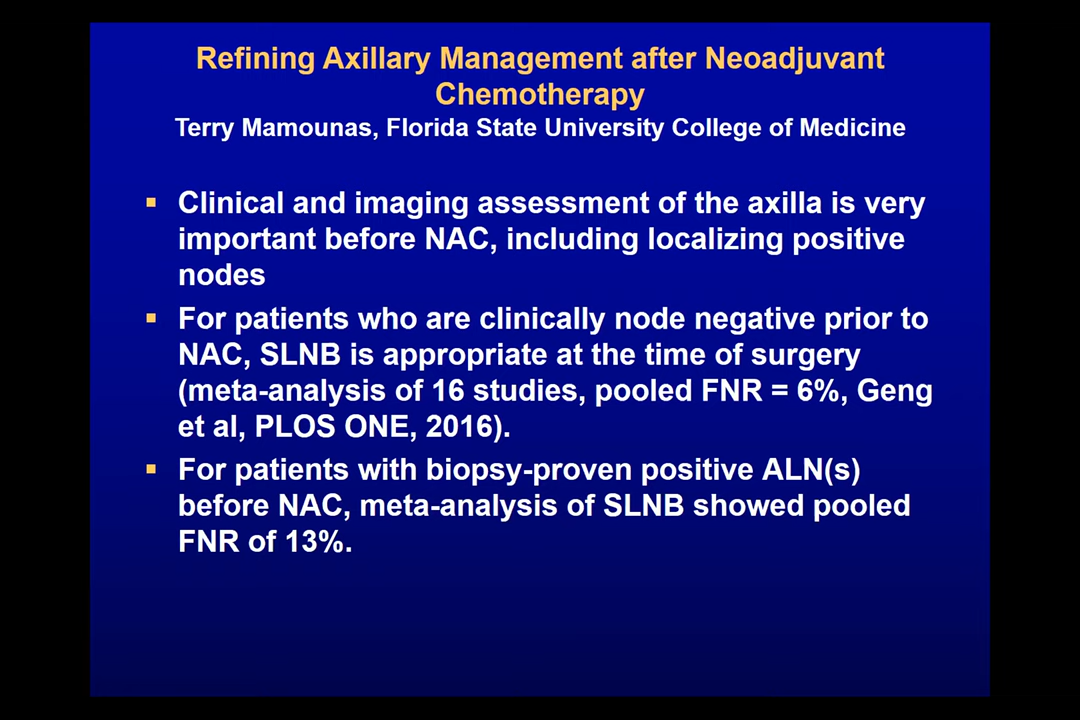 Refining Axillary Management after Neoadjuvant
Chemotherapy
Terry Mamounas, Florida State University College of Medicine
▪ Clinical and imaging assessment of the axilla is very
important before NAC, including localizing positive
nodes
▪ For patients who are clinically node negative prior to
NAC, SLNB is appropriate at the time of surgery
(meta-analysis of 16 studies, pooled FNR = 6%, Geng
et al, PLOS ONE, 2016).
▪ For patients with biopsy-proven positive ALN(s)
before NAC, meta-analysis of SLNB showed pooled
FNR of 13%.